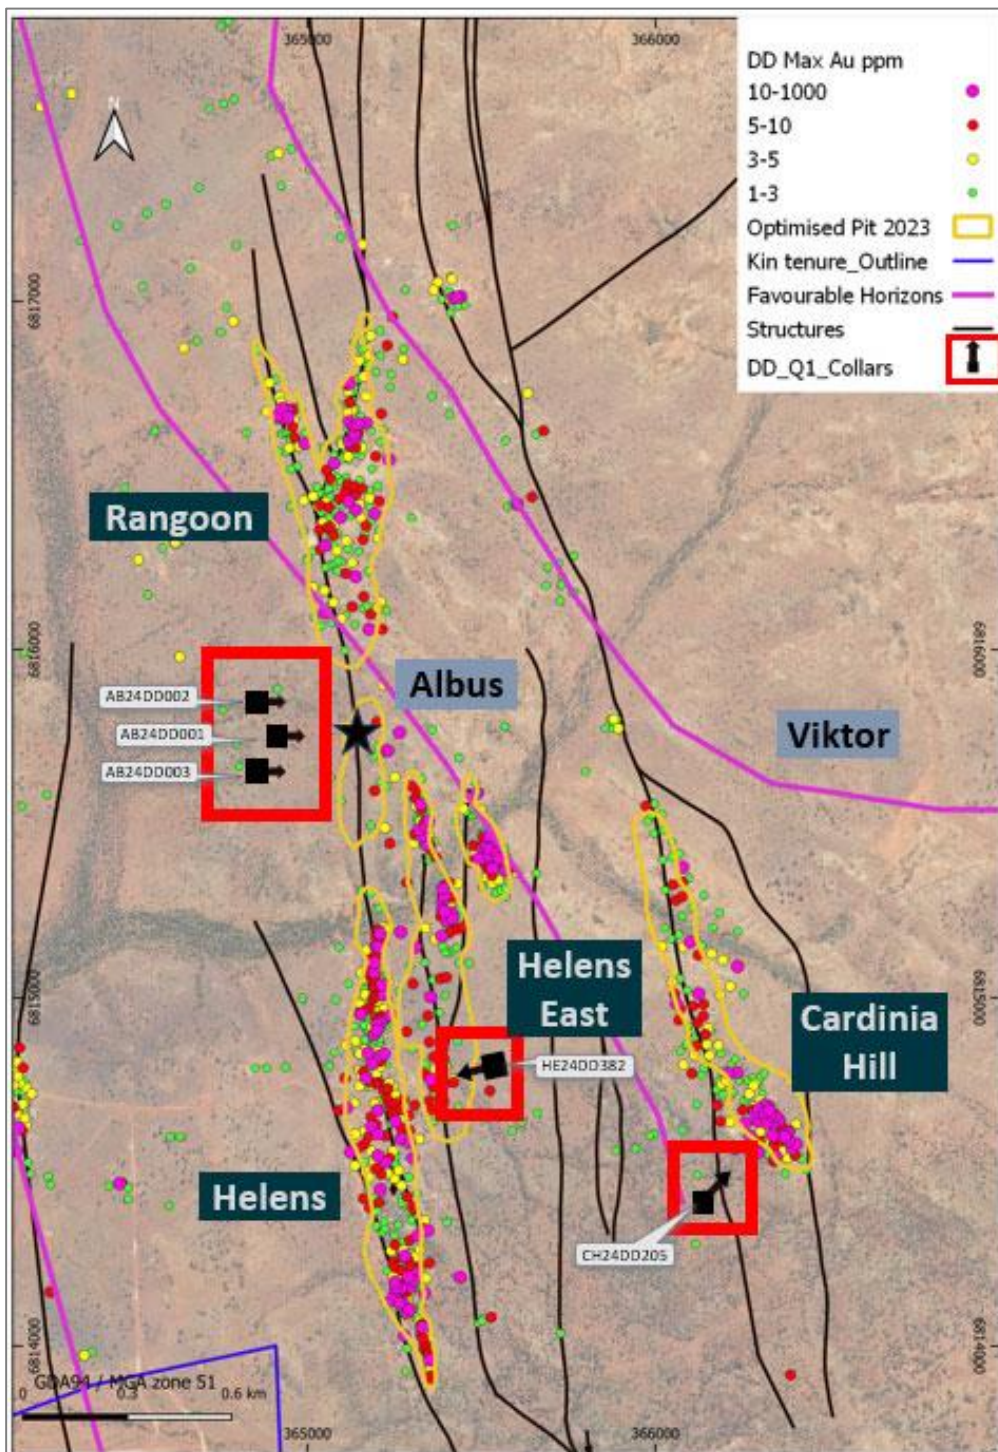 365000
366000
N
DD Max Au ppm
10-1000
5-10
3-5
1-3
Optimised Pit 2023
Kin tenure_Outline
Favourable Horizons
Structures
DD_Q1_Collars
6817000
Rangoon
6816000
6816000
Albus
AB24DD002
AB24DD001
AB24DD003
Viktor
Helens
East
6815000
6815000
Cardinia
Hill
HE24DD382
Helens
CH24DD205
6814000
6814000
GDA94 / MGA zone 51
0 0.3 0.6 km
365000
366000